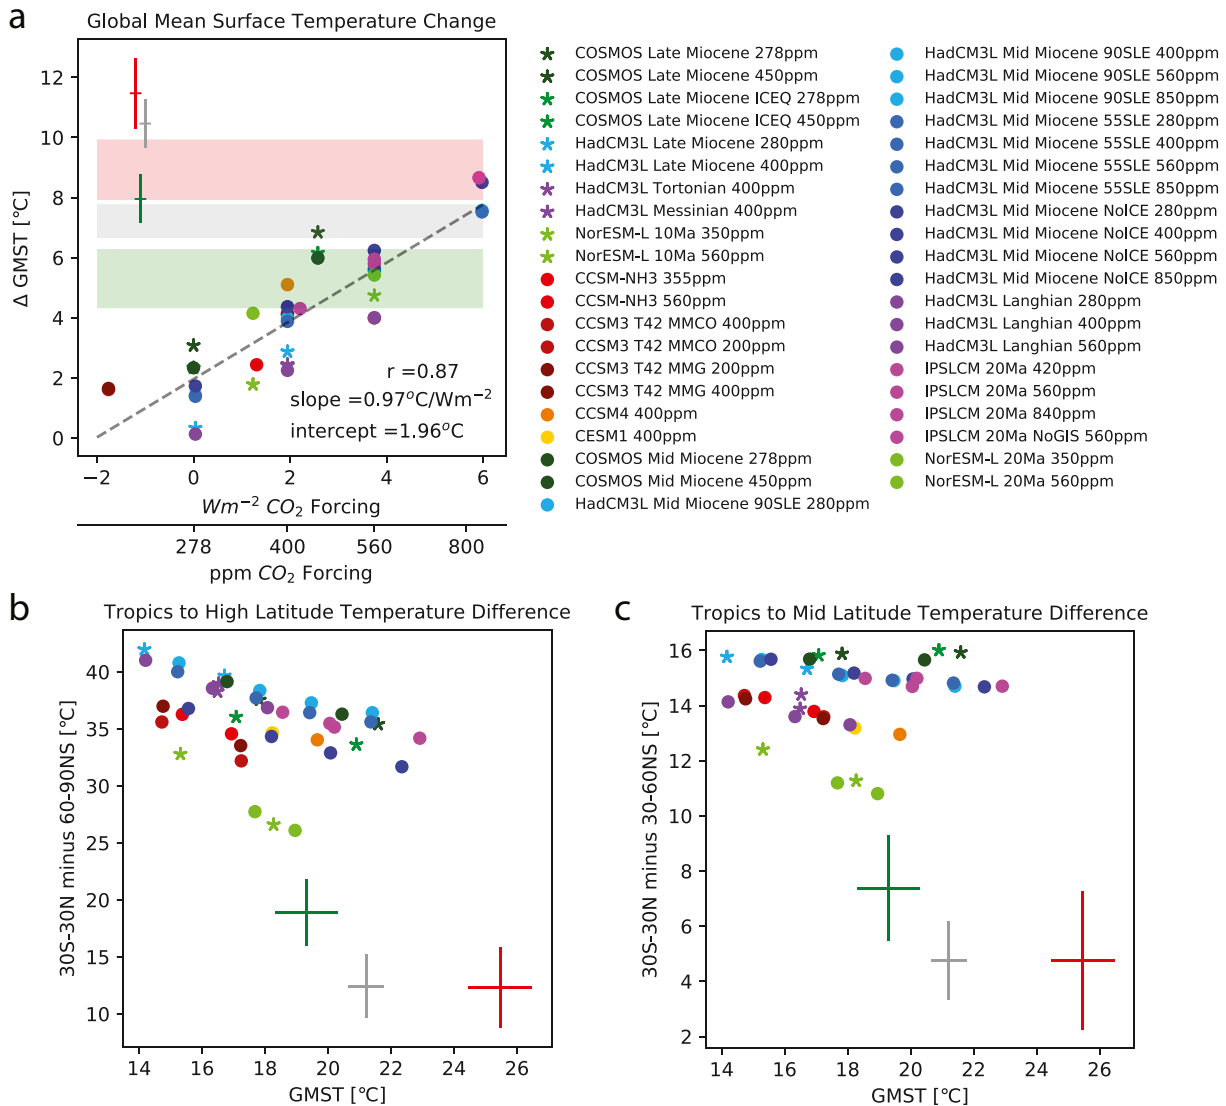 a
Global Mean Surface Temperature Change
Δ GMST [℃]
12
10
8
6
4
2
0
r =0.87
slope =0.97°C/Wm⁻²
intercept =1.96°C
−2 0 2 4 6
Wm⁻² CO₂ Forcing
278 400 560 800
ppm CO₂ Forcing
COSMOS Late Miocene 278ppm
COSMOS Late Miocene 450ppm
COSMOS Late Miocene ICEQ 278ppm
COSMOS Late Miocene ICEQ 450ppm
HadCM3L Late Miocene 280ppm
HadCM3L Late Miocene 400ppm
HadCM3L Tortonian 400ppm
HadCM3L Messinian 400ppm
NorESM-L 10Ma 350ppm
NorESM-L 10Ma 560ppm
CCSM-NH3 355ppm
CCSM-NH3 560ppm
CCSM3 T42 MMCO 400ppm
CCSM3 T42 MMCO 200ppm
CCSM3 T42 MMG 200ppm
CCSM3 T42 MMG 400ppm
CCSM4 400ppm
CESM1 400ppm
COSMOS Mid Miocene 278ppm
COSMOS Mid Miocene 450ppm
HadCM3L Mid Miocene 90SLE 280ppm
HadCM3L Mid Miocene 90SLE 400ppm
HadCM3L Mid Miocene 90SLE 560ppm
HadCM3L Mid Miocene 90SLE 850ppm
HadCM3L Mid Miocene 55SLE 280ppm
HadCM3L Mid Miocene 55SLE 400ppm
HadCM3L Mid Miocene 55SLE 560ppm
HadCM3L Mid Miocene 55SLE 850ppm
HadCM3L Mid Miocene NoICE 280ppm
HadCM3L Mid Miocene NoICE 400ppm
HadCM3L Mid Miocene NoICE 560ppm
HadCM3L Mid Miocene NoICE 850ppm
HadCM3L Langhian 280ppm
HadCM3L Langhian 400ppm
HadCM3L Langhian 560ppm
IPSLCM 20Ma 420ppm
IPSLCM 20Ma 560ppm
IPSLCM 20Ma 840ppm
IPSLCM 20Ma NoGIS 560ppm
NorESM-L 20Ma 350ppm
NorESM-L 20Ma 560ppm
b
Tropics to High Latitude Temperature Difference
30S-30N minus 60-90NS [℃]
40
35
30
25
20
15
10
14 16 18 20 22 24 26
GMST [℃]
c
Tropics to Mid Latitude Temperature Difference
30S-30N minus 30-60NS [℃]
16
14
12
10
8
6
4
2
14 16 18 20 22 24 26
GMST [℃]